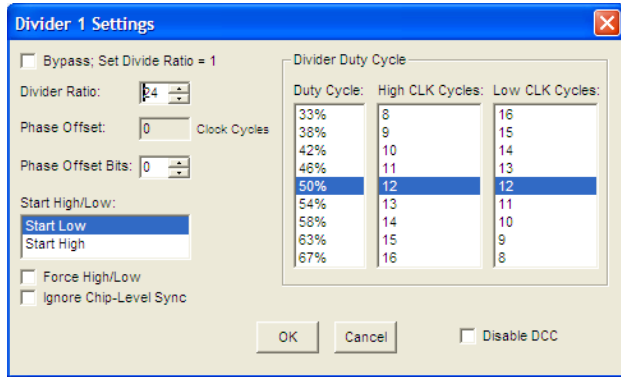 Divider 1 Settings
Bypass; Set Divide Ratio = 1
Divider Ratio: 24
Phase Offset: 0 Clock Cycles
Phase Offset Bits: 0
Start High/Low:
Start Low
Start High
Force High/Low
Ignore Chip-Level Sync
Divider Duty Cycle
Duty Cycle: High CLK Cycles: Low CLK Cycles:
33% 8 16
38% 9 15
42% 10 14
46% 11 13
50% 12 12
54% 13 11
58% 14 10
63% 15 9
67% 16 8
OK Cancel Disable DCC